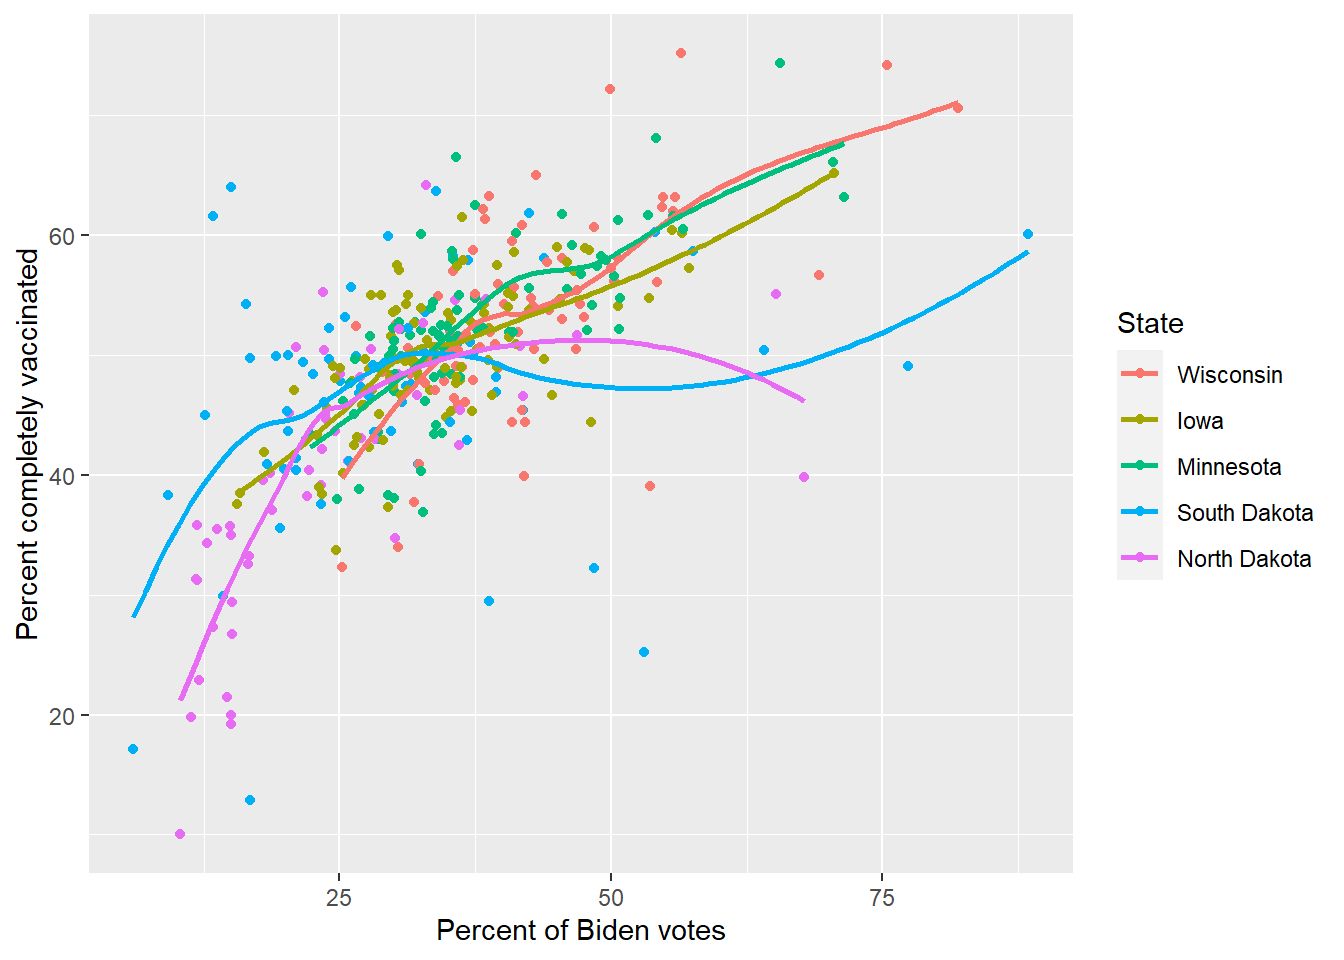 60
40
20
25 50 75
Percent of Biden votes
Percent completely vaccinated
State
Wisconsin
Iowa
Minnesota
South Dakota
North Dakota